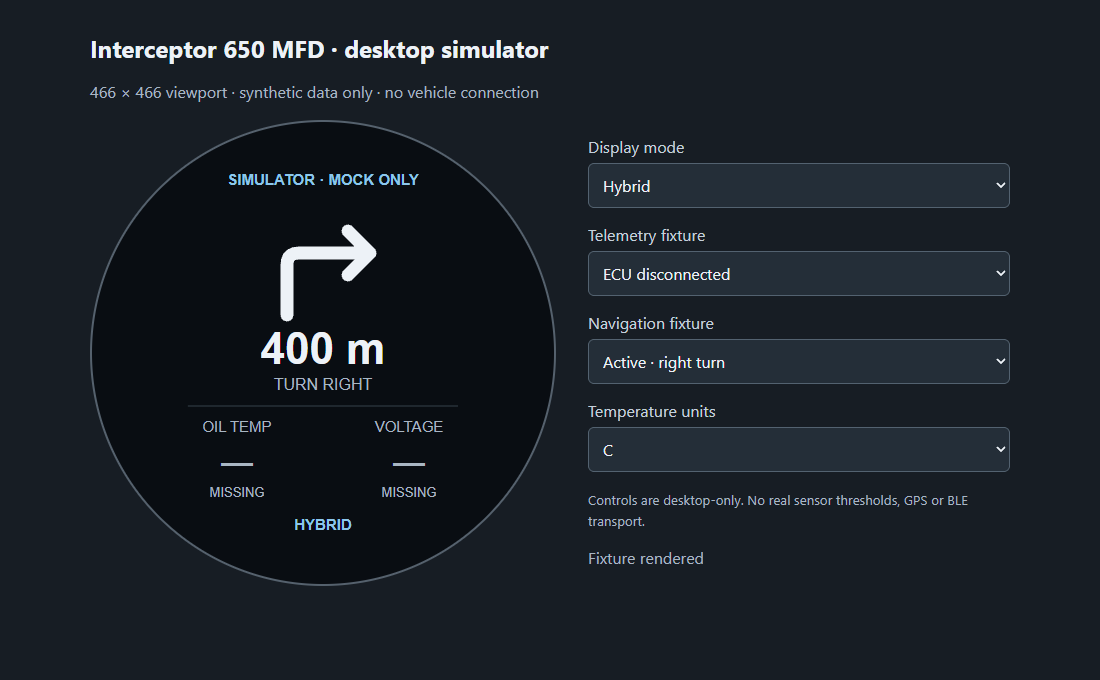 Interceptor 650 MFD · desktop simulator
466 × 466 viewport · synthetic data only · no vehicle connection
SIMULATOR · MOCK ONLY
400 m
TURN RIGHT
OIL TEMP
VOLTAGE
—
—
MISSING
MISSING
HYBRID
Display mode
Hybrid
Telemetry fixture
ECU disconnected
Navigation fixture
Active · right turn
Temperature units
C
Controls are desktop-only. No real sensor thresholds, GPS or BLE
transport.
Fixture rendered